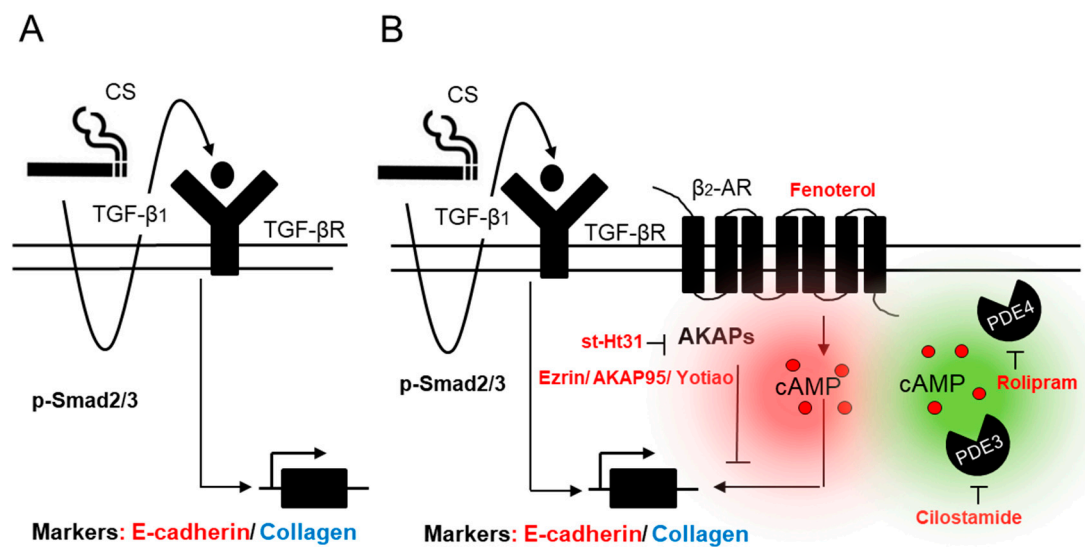 A
CS
TGF-β1
TGF-βR
p-Smad2/3
Markers: E-cadherin/ Collagen
B
CS
TGF-β1
TGF-βR
β2-AR
Fenoterol
st-Ht31
AKAPs
Ezrin/ AKAP95/ Yotiao
cAMP
cAMP
PDE4
Rolipram
PDE3
Cilostamide
p-Smad2/3
Markers: E-cadherin/ Collagen